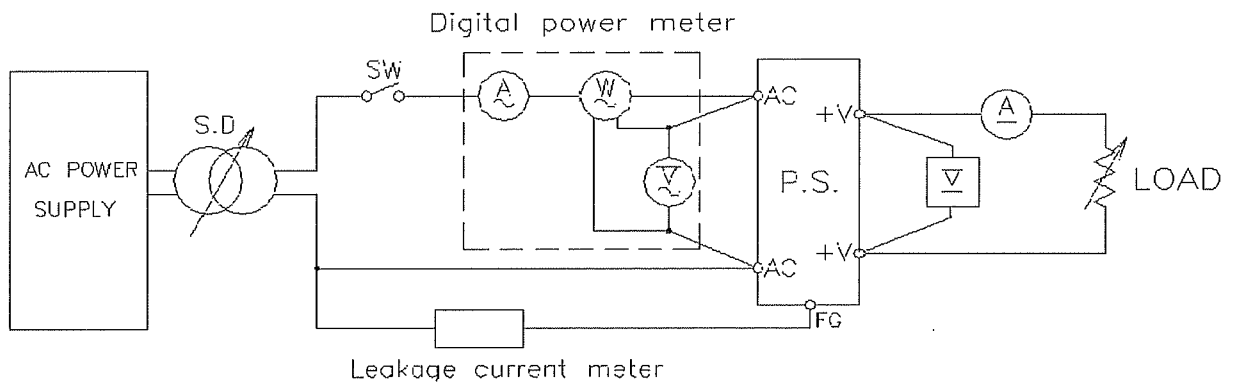 Digital power meter
SW
S.D
A
W
V
AC POWER
SUPPLY
AC
AC
P.S.
+V
+V
FG
A
V
LOAD
Leakage current meter